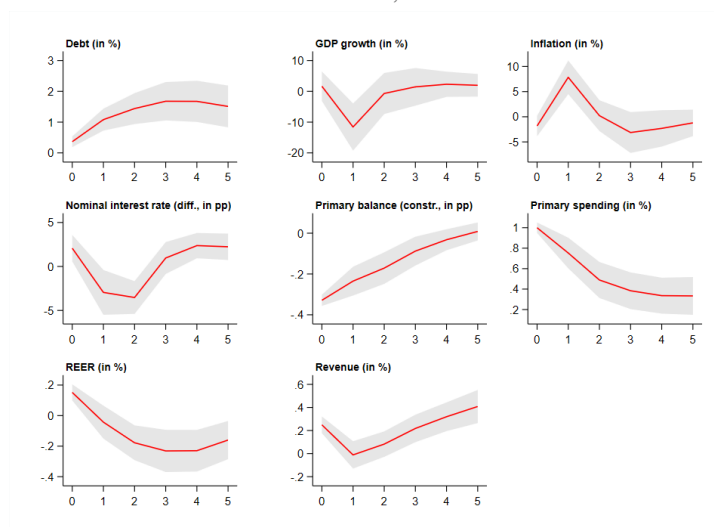 Debt (in %)
3
2
1
0
0 1 2 3 4 5
GDP growth (in %)
10
0
-10
-20
0 1 2 3 4 5
Inflation (in %)
10
5
0
-5
0 1 2 3 4 5
Nominal interest rate (diff., in pp)
5
0
-5
0 1 2 3 4 5
Primary balance (constr., in pp)
0
-.2
-.4
0 1 2 3 4 5
Primary spending (in %)
1
.8
.6
.4
.2
0 1 2 3 4 5
REER (in %)
.2
0
-.2
-.4
0 1 2 3 4 5
Revenue (in %)
.6
.4
.2
0
-.2
0 1 2 3 4 5